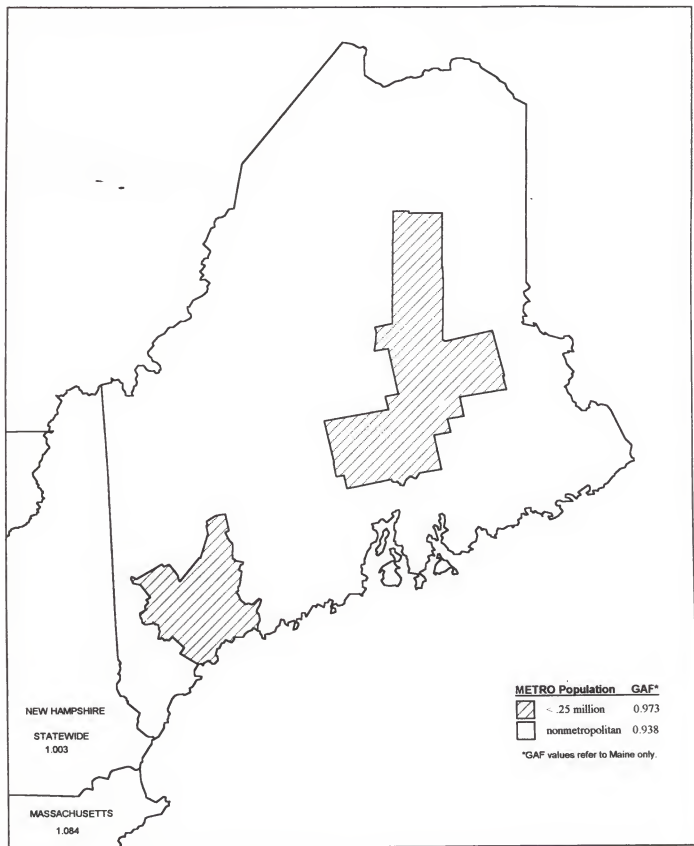 NEW HAMPSHIRE
STATEWIDE
1.003
MASSACHUSETTS
1.084
METRO Population GAF*
< .25 million 0.973
nonmetropolitan 0.938
*GAF values refer to Maine only.